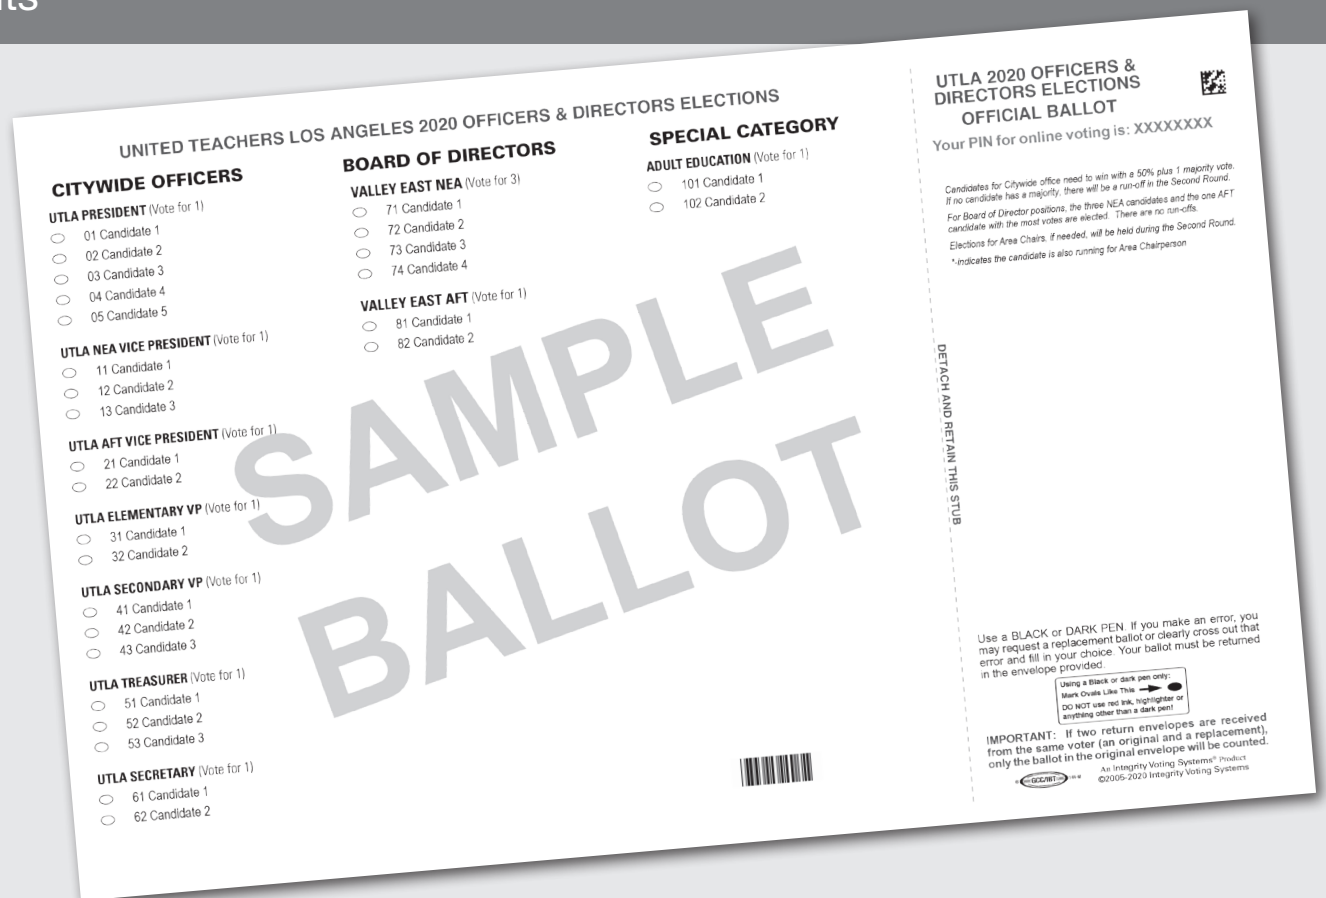 UNITED TEACHERS LOS ANGELES 2020 OFFICERS & DIRECTORS ELECTIONS
CITYWIDE OFFICERS
UTLA PRESIDENT (Vote for 1)
01 Candidate 1
02 Candidate 2
03 Candidate 3
04 Candidate 4
05 Candidate 5
UTLA NEA VICE PRESIDENT (Vote for 1)
11 Candidate 1
12 Candidate 2
13 Candidate 3
UTLA AFT VICE PRESIDENT (Vote for 1)
21 Candidate 1
22 Candidate 2
UTLA ELEMENTARY VP (Vote for 1)
31 Candidate 1
32 Candidate 2
UTLA SECONDARY VP (Vote for 1)
41 Candidate 1
42 Candidate 2
43 Candidate 3
UTLA TREASURER (Vote for 1)
51 Candidate 1
52 Candidate 2
53 Candidate 3
UTLA SECRETARY (Vote for 1)
61 Candidate 1
62 Candidate 2
BOARD OF DIRECTORS
VALLEY EAST NEA (Vote for 3)
71 Candidate 1
72 Candidate 2
73 Candidate 3
74 Candidate 4
VALLEY EAST AFT (Vote for 1)
81 Candidate 1
82 Candidate 2
SPECIAL CATEGORY
ADULT EDUCATION (Vote for 1)
101 Candidate 1
102 Candidate 2
SAMPLE
BALLOT
DETACH AND RETAIN THIS STUB
UTLA 2020 OFFICERS &
DIRECTORS ELECTIONS
OFFICIAL BALLOT
Your PIN for online voting is: XXXXXXXX
Candidates for Citywide office need to win with a 50% plus 1 majority vote.
If no candidate has a majority, there will be a run-off in the Second Round.
For Board of Director positions, the three NEA candidates and the one AFT
candidate with the most votes are elected. There are no run-offs.
Elections for Area Chairs, if needed, will be held during the Second Round.
*-indicates the candidate is also running for Area Chairperson
Use a BLACK or DARK PEN. If you make an error, you
may request a replacement ballot or clearly cross out that
error and fill in your choice. Your ballot must be returned
in the envelope provided.
Using a Black or dark pen only:
Mark Ovals Like This
DO NOT use red ink, highlighter or
anything other than a dark pen!
IMPORTANT: If two return envelopes are received
from the same voter (an original and a replacement),
only the ballot in the original envelope will be counted.
GCC/IBT
An Integrity Voting Systems® Product
©2005-2020 Integrity Voting Systems